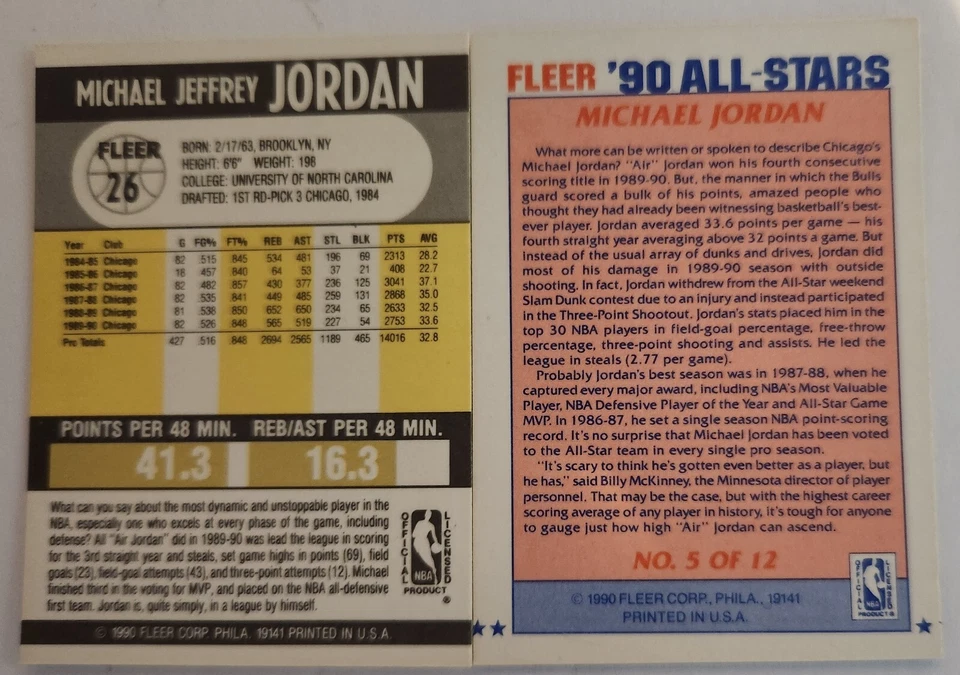 MICHAEL JEFFREY JORDAN
FLEER
26
BORN: 2/17/63, BROOKLYN, NY
HEIGHT: 6'6" WEIGHT: 198
COLLEGE: UNIVERSITY OF NORTH CAROLINA
DRAFTED: 1ST RD-PICK 3 CHICAGO, 1984
Year Club G FG% FT% REB AST STL BLK PTS AVG
1984-85 Chicago 82 .515 .845 534 481 196 69 2313 28.2
1985-86 Chicago 18 .457 .840 64 53 37 21 408 22.7
1986-87 Chicago 82 .482 .857 430 377 236 125 3041 37.1
1987-88 Chicago 82 .535 .841 449 485 259 131 2868 35.0
1988-89 Chicago 81 .538 .850 652 650 234 65 2633 32.5
1989-90 Chicago 82 .526 .848 565 519 227 54 2753 33.6
Pro Totals 427 .516 .848 2694 2565 1189 465 14016 32.8
POINTS PER 48 MIN. REB/AST PER 48 MIN.
41.3 16.3
What can you say about the most dynamic and unstoppable player in the
NBA, especially one who excels at every phase of the game, including
defense? All "Air Jordan" did in 1989-90 was lead the league in scoring
for the 3rd straight year and steals, set game highs in points (69), field
goals (23), field-goal attempts (43), and three-point attempts (12). Michael
finished third in the voting for MVP, and placed on the NBA all-defensive
first team. Jordan is, quite simply, in a league by himself.
OFFICIAL
LICENSED
NBA
PRODUCT
®
© 1990 FLEER CORP. PHILA. 19141 PRINTED IN U.S.A.
FLEER '90 ALL-STARS
MICHAEL JORDAN
What more can be written or spoken to describe Chicago's
Michael Jordan? "Air" Jordan won his fourth consecutive
scoring title in 1989-90. But, the manner in which the Bulls
guard scored a bulk of his points, amazed people who
thought they had already been witnessing basketball's best-
ever player. Jordan averaged 33.6 points per game — his
fourth straight year averaging above 32 points a game. But
instead of the usual array of dunks and drives, Jordan did
most of his damage in 1989-90 season with outside
shooting. In fact, Jordan withdrew from the All-Star weekend
Slam Dunk contest due to an injury and instead participated
in the Three-Point Shootout. Jordan's stats placed him in the
top 30 NBA players in field-goal percentage, free-throw
percentage, three-point shooting and assists. He led the
league in steals (2.77 per game).
Probably Jordan's best season was in 1987-88, when he
captured every major award, including NBA's Most Valuable
Player, NBA Defensive Player of the Year and All-Star Game
MVP. In 1986-87, he set a single season NBA point-scoring
record. It's no surprise that Michael Jordan has been voted
to the All-Star team in every single pro season.
"It's scary to think he's gotten even better as a player, but
he has," said Billy McKinney, the Minnesota director of player
personnel. That may be the case, but with the highest career
scoring average of any player in history, it's tough for anyone
to gauge just how high "Air" Jordan can ascend.
NO. 5 OF 12
OFFICIAL
LICENSED
NBA
PRODUCT ®
© 1990 FLEER CORP., PHILA., 19141
PRINTED IN U.S.A.